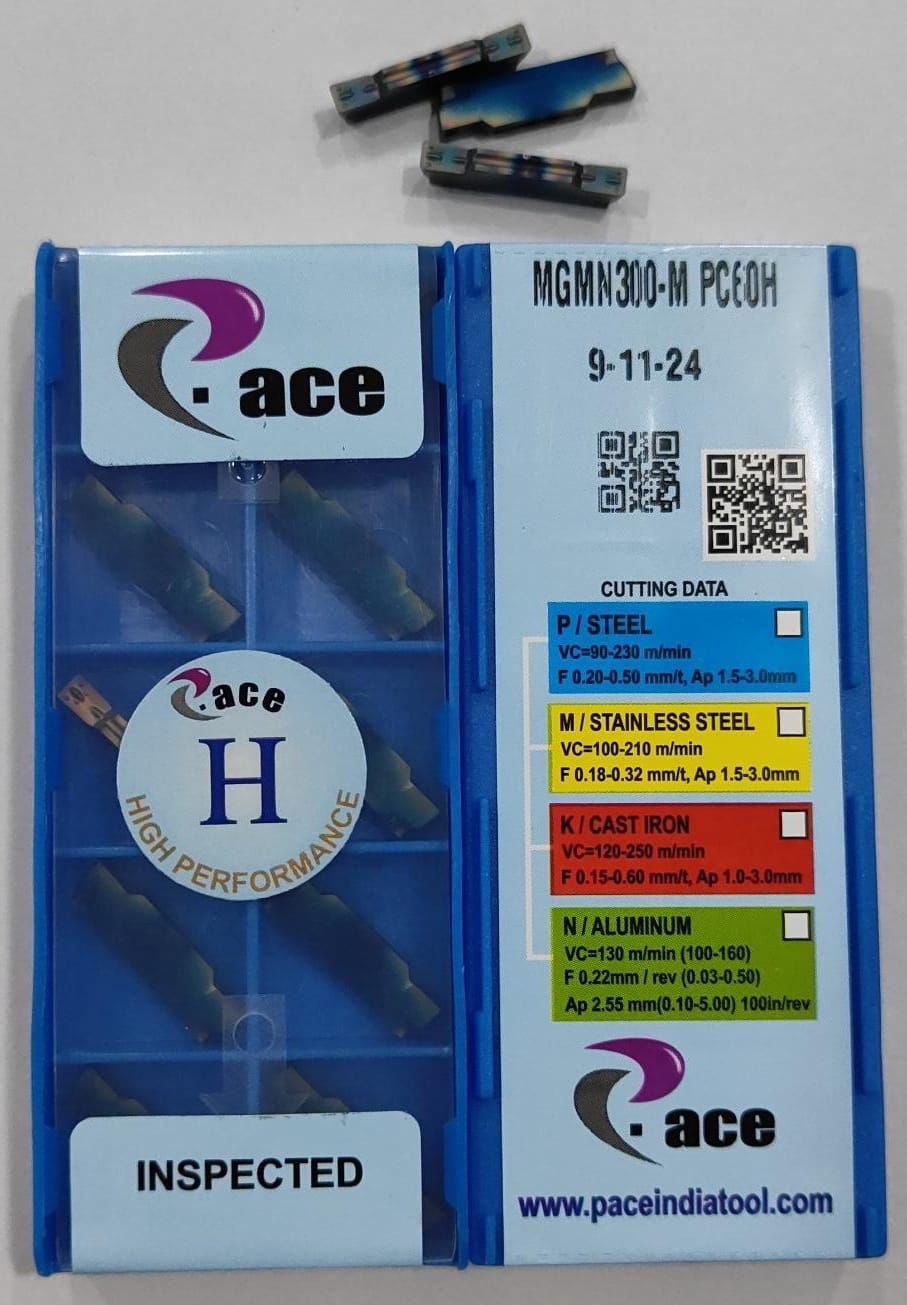 P.ace
P.ace
H
HIGH PERFORMANCE
INSPECTED
MGMN300-M PC60H
9-11-24
CUTTING DATA
P / STEEL
VC=90-230 m/min
F 0.20-0.50 mm/t, Ap 1.5-3.0mm
M / STAINLESS STEEL
VC=100-210 m/min
F 0.18-0.32 mm/t, Ap 1.5-3.0mm
K / CAST IRON
VC=120-250 m/min
F 0.15-0.60 mm/t, Ap 1.0-3.0mm
N / ALUMINUM
VC=130 m/min (100-160)
F 0.22mm / rev (0.03-0.50)
Ap 2.55 mm(0.10-5.00) 100in/rev
P.ace
www.paceindiatool.com